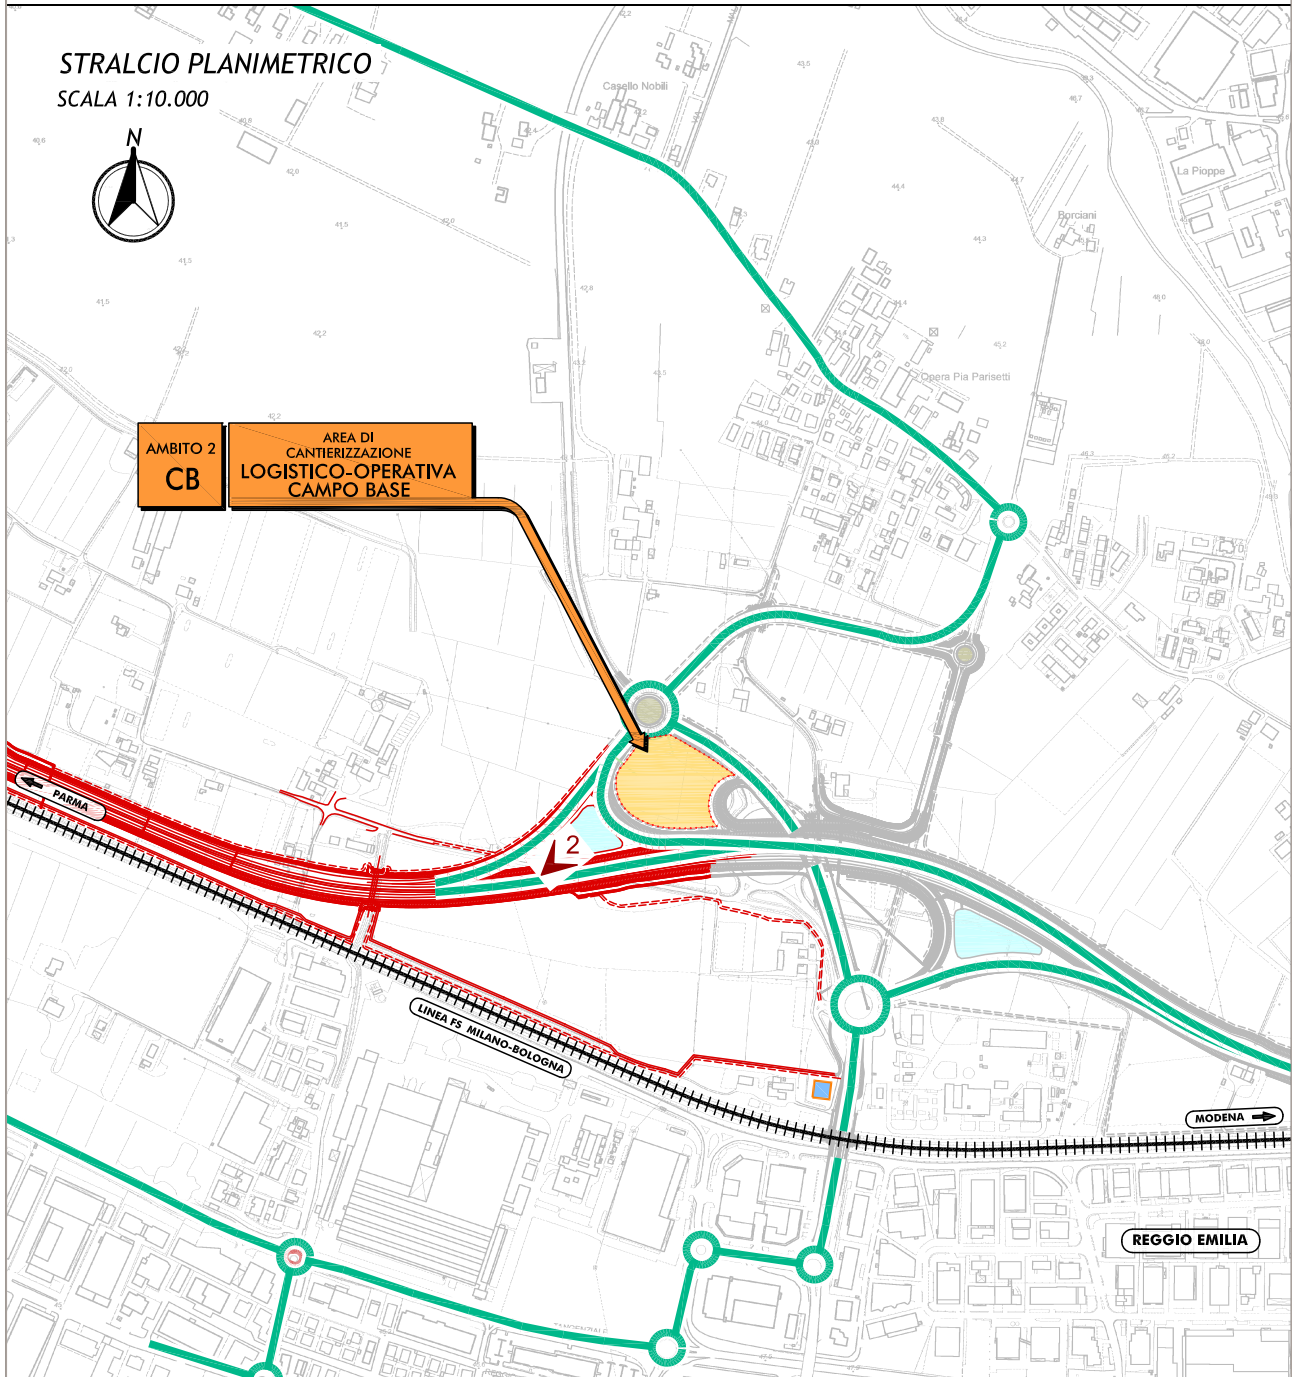 STRALCIO PLANIMETRICO
SCALA 1:10.000
N
Casello Nobili
La Pioppe
Borciani
Opera Pia Parisetti
AMBITO 2
CB
AREA DI
CANTIERIZZAZIONE
LOGISTICO-OPERATIVA
CAMPO BASE
PARMA
2
LINEA FS MILANO-BOLOGNA
MODENA
REGGIO EMILIA
TANGENZIALE